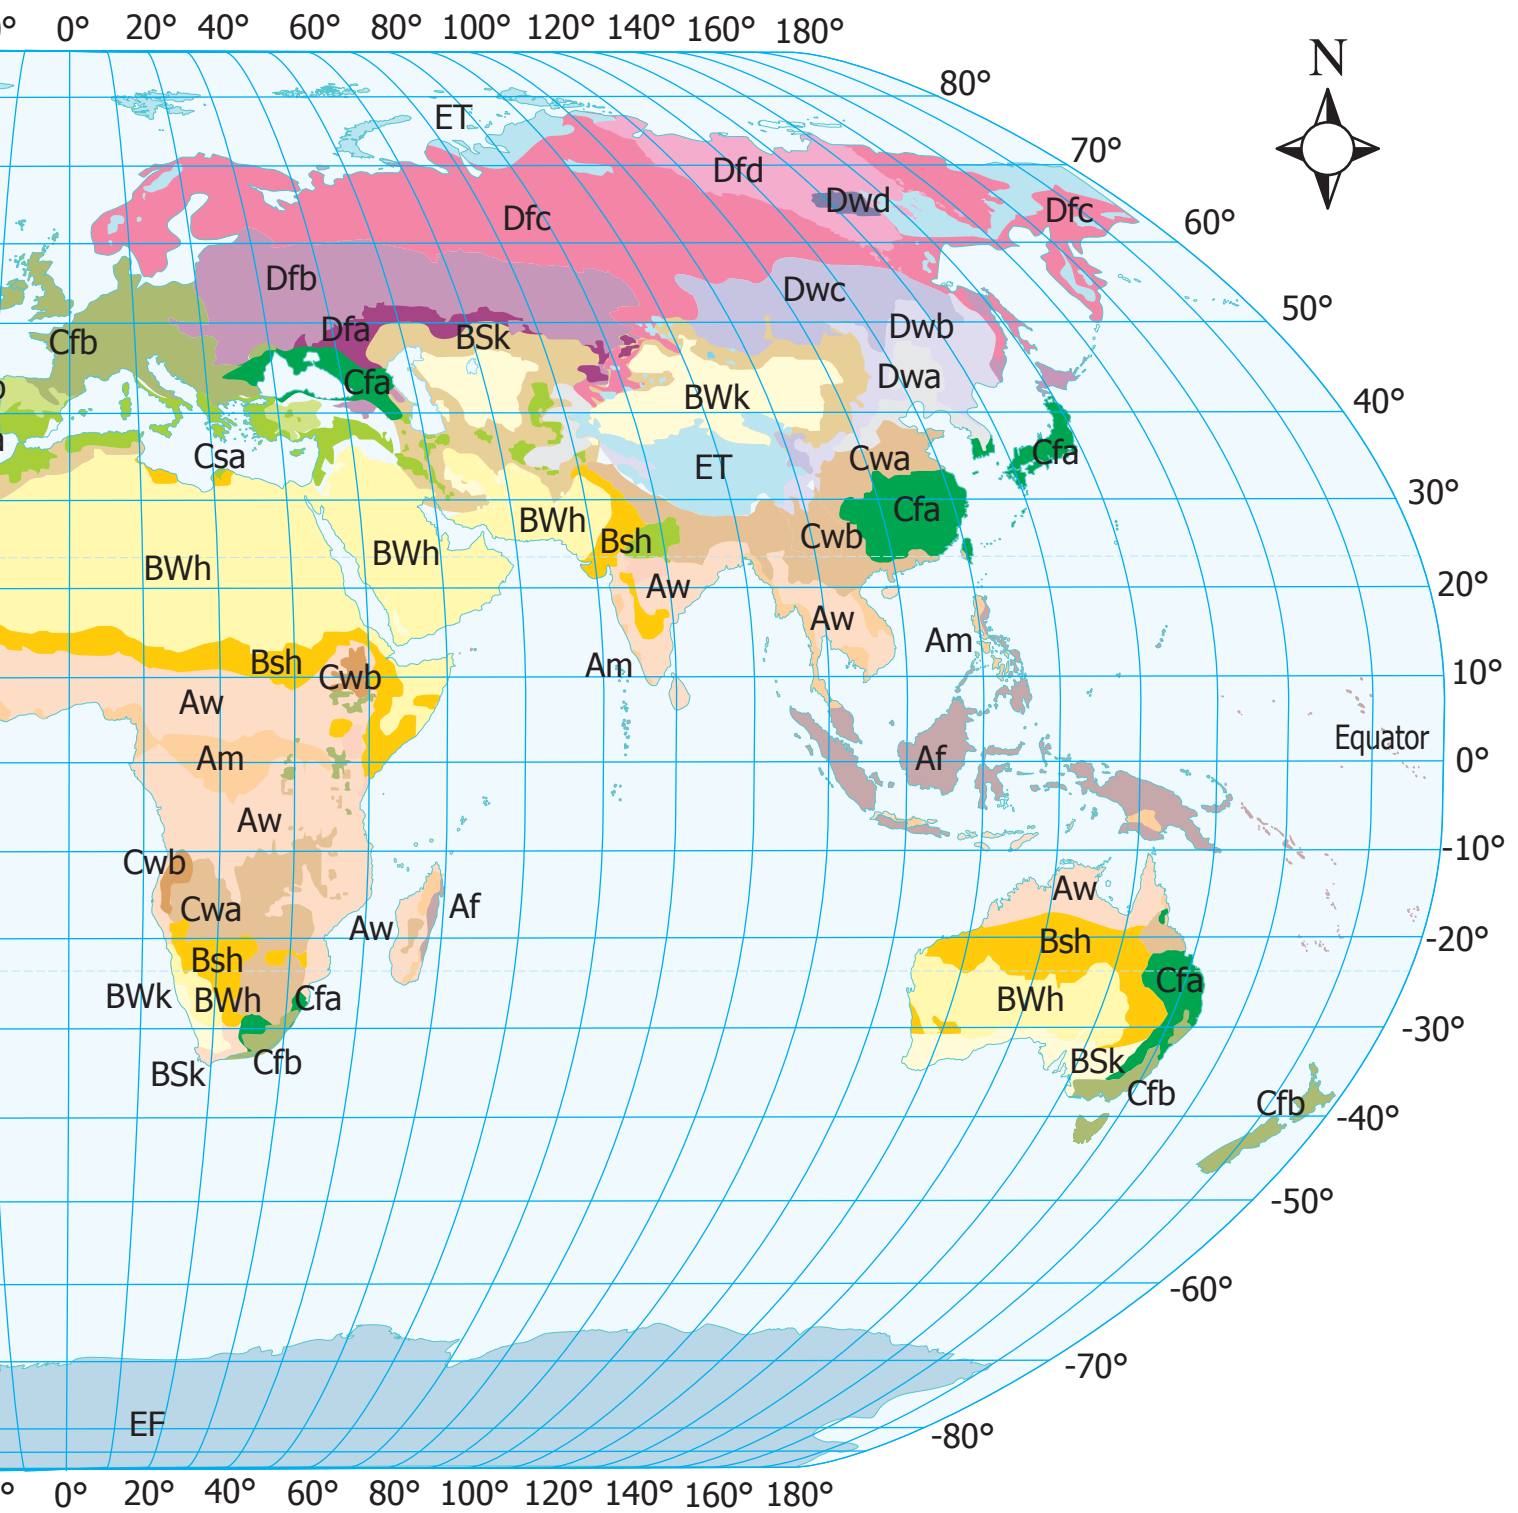 ° 0° 20° 40° 60° 80° 100° 120° 140° 160° 180°
N
80°
ET
70°
Dfd
Dwd
Dfc
Dfc
60°
Dfb
Dwc
50°
Dfa
BSk
Dwb
Cfb
Cfa
Dwa
BWk
40°
Csa
Cwa
Cfa
ET
30°
Cfa
BWh
Bsh
Cwb
BWh
BWh
Aw
20°
Aw
Am
Am
Bsh
Cwb
10°
Aw
Equator
Am
Af
0°
Aw
-10°
Cwb
Aw
Cwa
Af
Aw
-20°
Bsh
Bsh
Cfa
BWk
BWh
Cfa
BWh
-30°
BSk
Cfb
BSk
Cfb
Cfb
-40°
-50°
-60°
-70°
EF
-80°
° 0° 20° 40° 60° 80° 100° 120° 140° 160° 180°